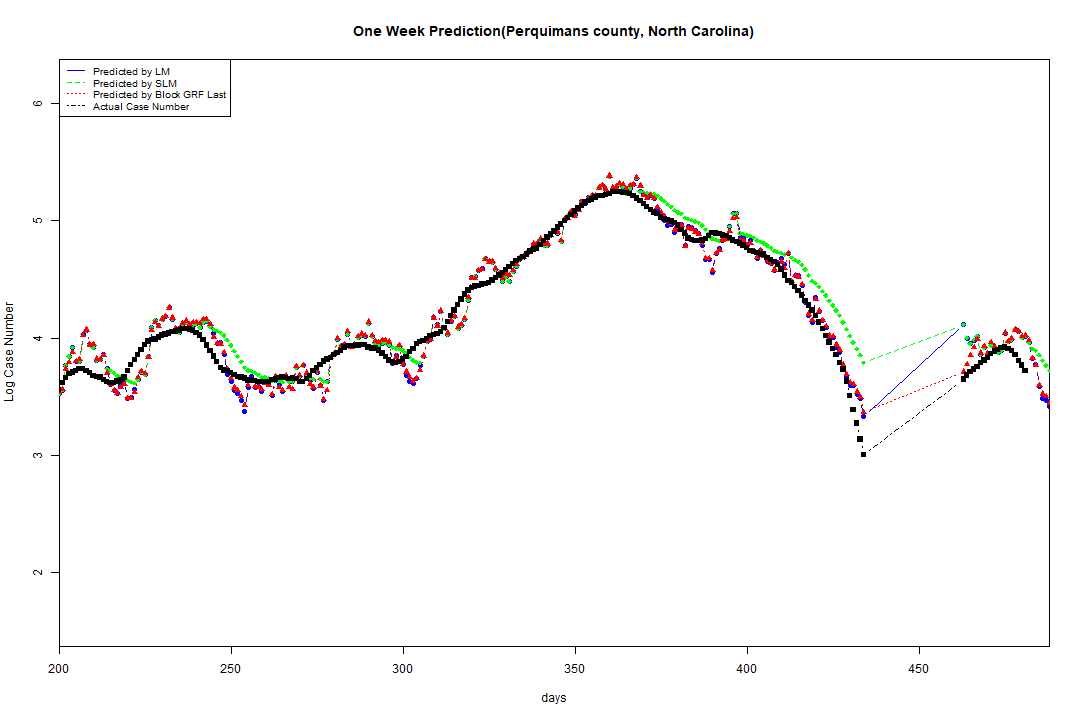 One Week Prediction(Perquimans county, North Carolina)
Predicted by LM
Predicted by SLM
Predicted by Block GRF Last
Actual Case Number
Log Case Number
6
5
4
3
2
200 250 300 350 400 450
days